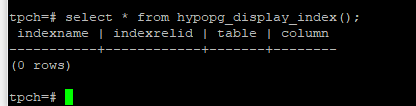 tpch=# select * from hypopg_display_index();
 indexname | indexrelid | table | column
-----------+------------+-------+--------
(0 rows)
tpch=#